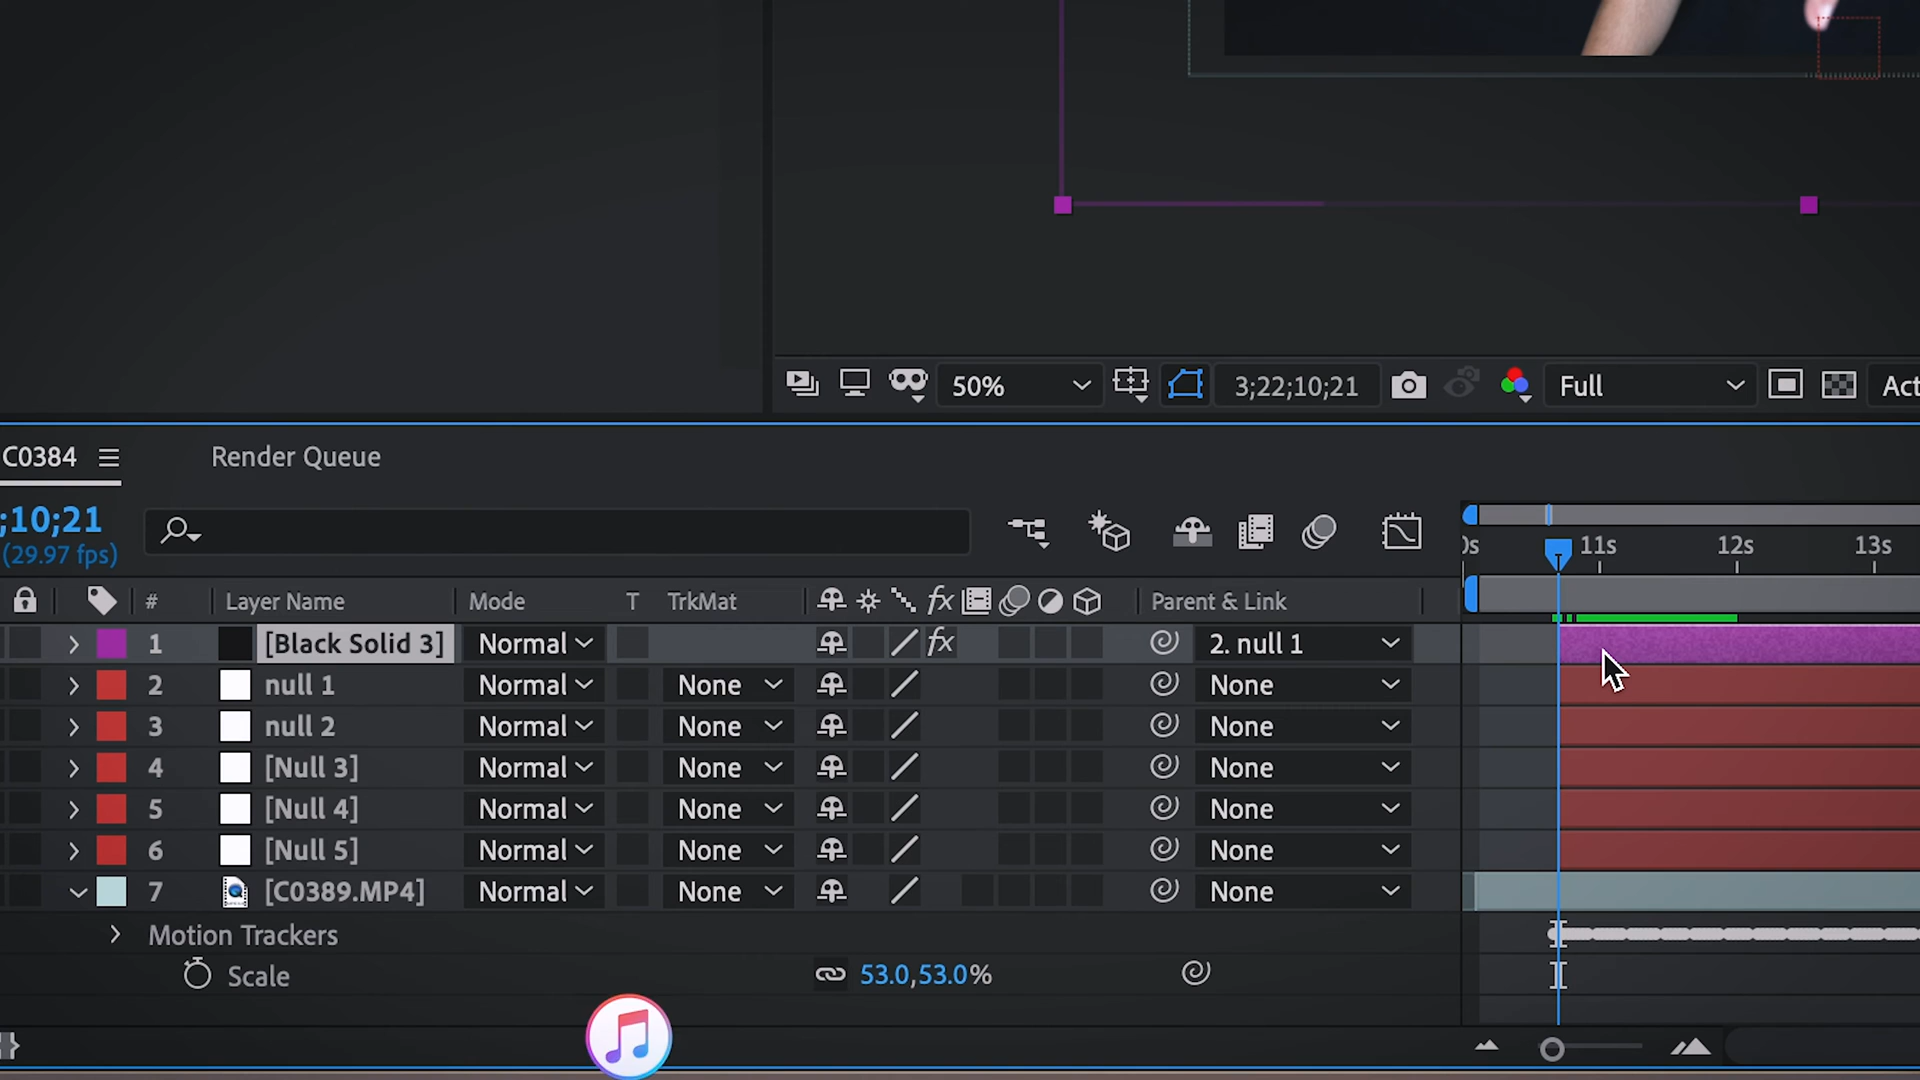 50%
3;22;10;21
Full
Act
C0384
Render Queue
;10;21
(29.97 fps)
0s
11s
12s
13s
# Layer Name Mode T TrkMat fx Parent & Link
1 [Black Solid 3] Normal fx 2. null 1
2 null 1 Normal None None
3 null 2 Normal None None
4 [Null 3] Normal None None
5 [Null 4] Normal None None
6 [Null 5] Normal None None
7 [C0389.MP4] Normal None None
Motion Trackers
Scale 53.0,53.0%